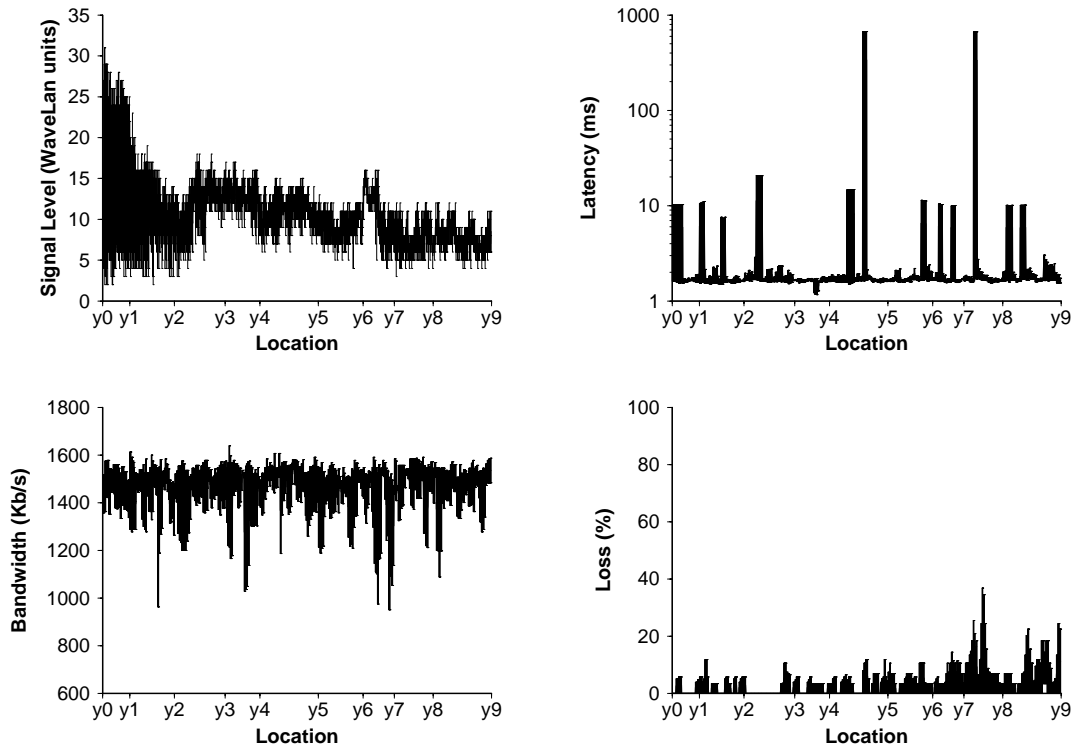 Signal Level (WaveLan units)
35
30
25
20
15
10
5
0
y0 y1 y2 y3 y4 y5 y6 y7 y8 y9
Location
Latency (ms)
1000
100
10
1
y0 y1 y2 y3 y4 y5 y6 y7 y8 y9
Location
Bandwidth (Kb/s)
1800
1600
1400
1200
1000
800
600
y0 y1 y2 y3 y4 y5 y6 y7 y8 y9
Location
Loss (%)
100
80
60
40
20
0
y0 y1 y2 y3 y4 y5 y6 y7 y8 y9
Location